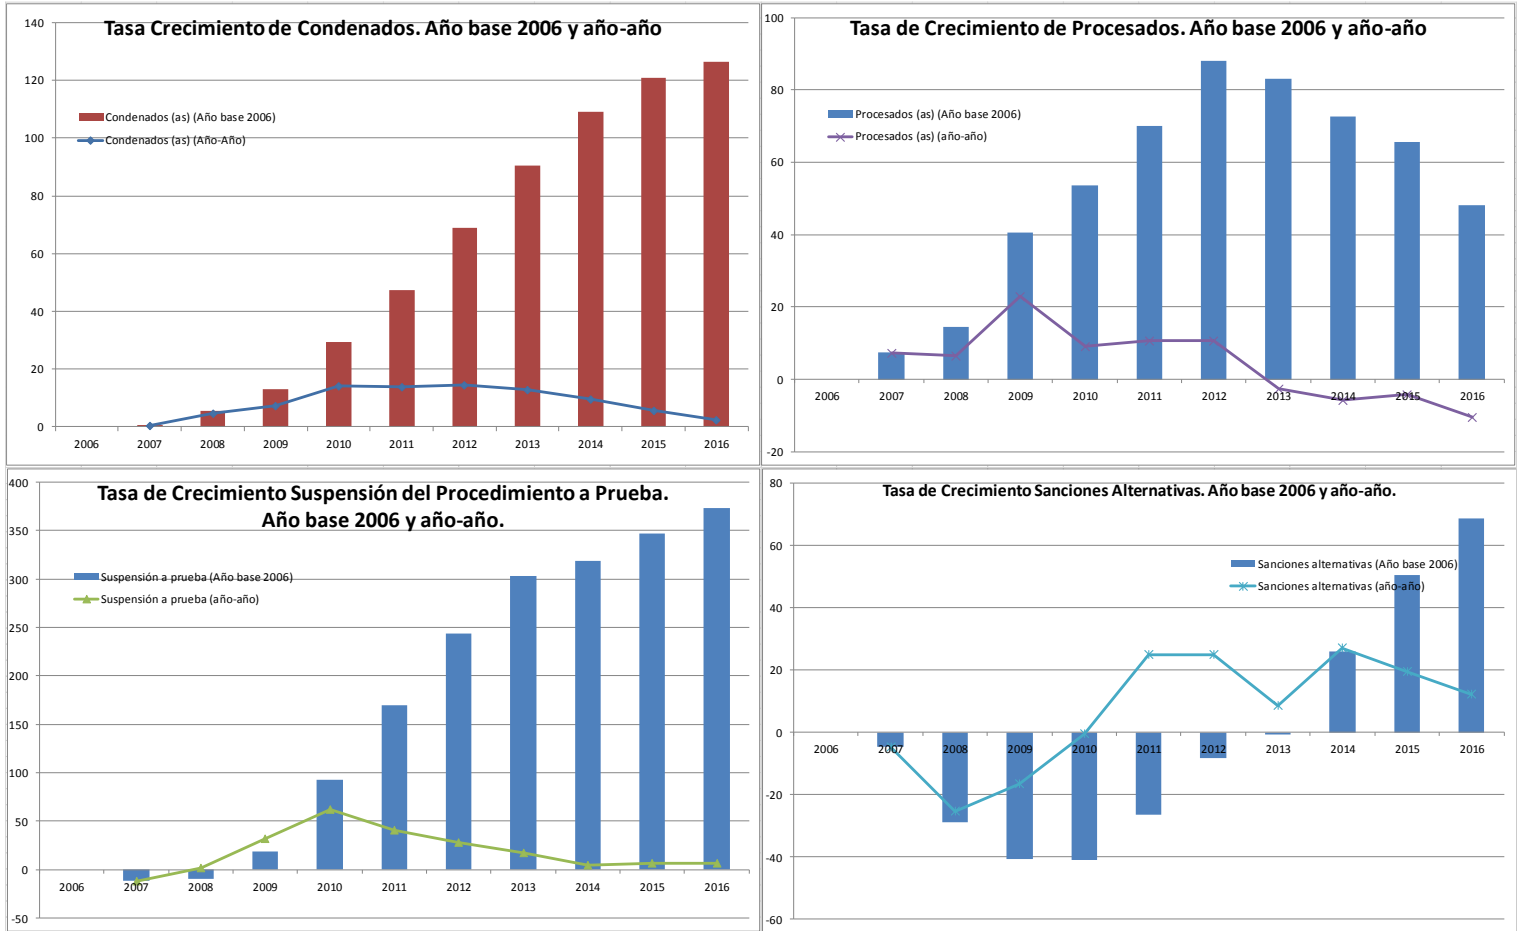 Tasa Crecimiento de Condenados. Año base 2006 y año-año
140
120
100
80
60
40
20
0
Condenados (as) (Año base 2006)
Condenados (as) (Año-Año)
2006 2007 2008 2009 2010 2011 2012 2013 2014 2015 2016
Tasa de Crecimiento de Procesados. Año base 2006 y año-año
100
80
60
40
20
0
-20
Procesados (as) (Año base 2006)
Procesados (as) (año-año)
2006 2007 2008 2009 2010 2011 2012 2013 2014 2015 2016
Tasa de Crecimiento Suspensión del Procedimiento a Prueba.
Año base 2006 y año-año.
400
350
300
250
200
150
100
50
0
-50
Suspensión a prueba (Año base 2006)
Suspensión a prueba (año-año)
2006 2007 2008 2009 2010 2011 2012 2013 2014 2015 2016
Tasa de Crecimiento Sanciones Alternativas. Año base 2006 y año-año.
80
60
40
20
0
-20
-40
-60
Sanciones alternativas (Año base 2006)
Sanciones alternativas (año-año)
2006 2007 2008 2009 2010 2011 2012 2013 2014 2015 2016